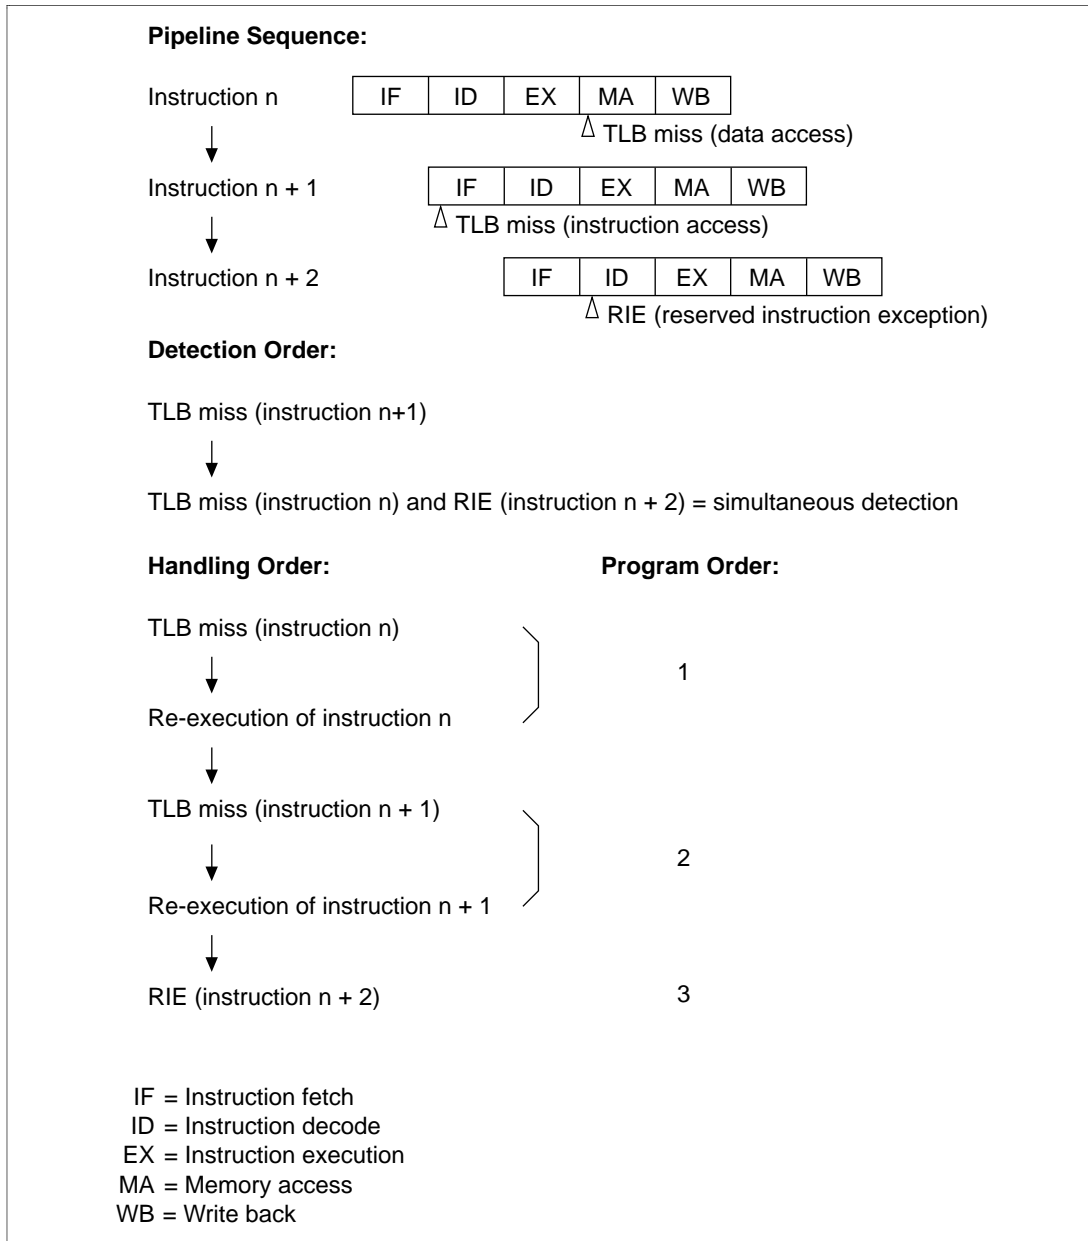 Pipeline Sequence:
Instruction n IF ID EX MA WB
TLB miss (data access)
Instruction n + 1 IF ID EX MA WB
TLB miss (instruction access)
Instruction n + 2 IF ID EX MA WB
RIE (reserved instruction exception)
Detection Order:
TLB miss (instruction n+1)
TLB miss (instruction n) and RIE (instruction n + 2) = simultaneous detection
Handling Order: Program Order:
TLB miss (instruction n)
1
Re-execution of instruction n
TLB miss (instruction n + 1)
2
Re-execution of instruction n + 1
RIE (instruction n + 2) 3
IF = Instruction fetch
ID = Instruction decode
EX = Instruction execution
MA = Memory access
WB = Write back